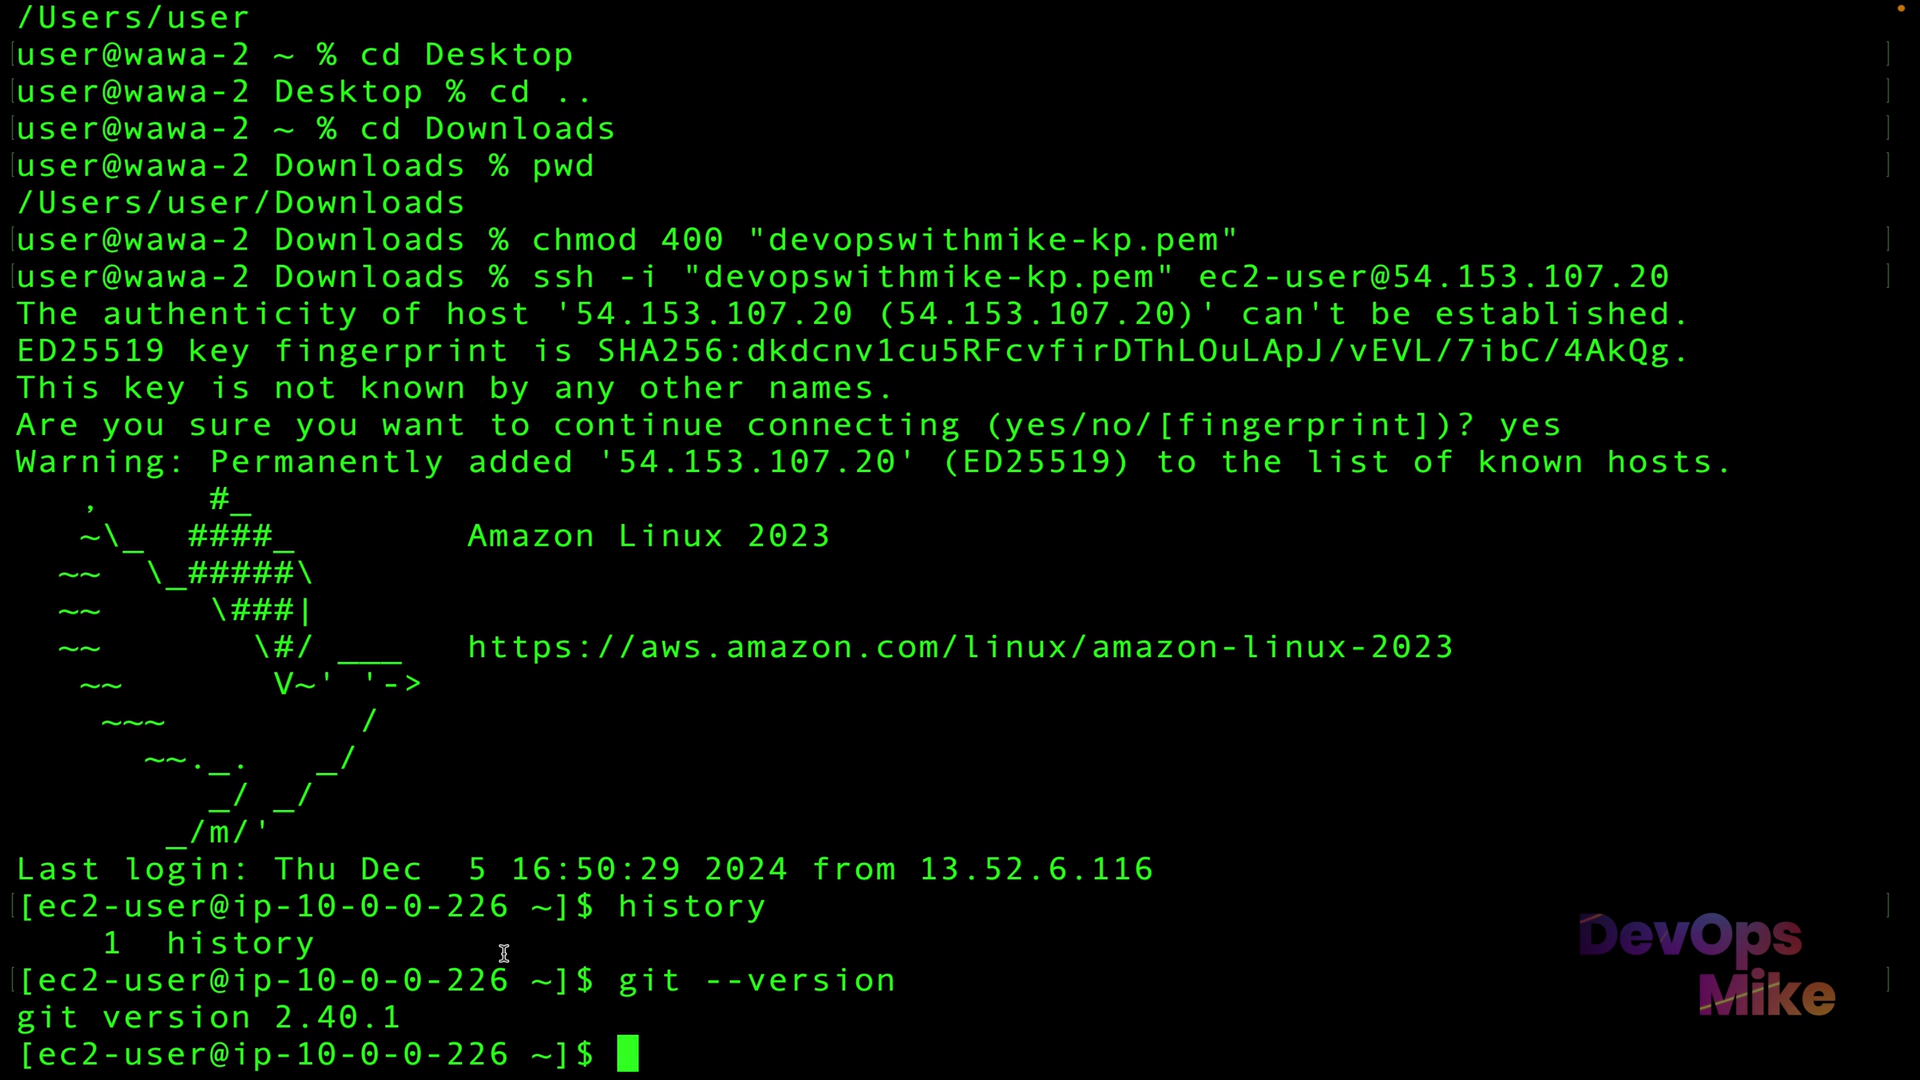 /Users/user
[user@wawa-2 ~ % cd Desktop ]
[user@wawa-2 Desktop % cd .. ]
[user@wawa-2 ~ % cd Downloads ]
[user@wawa-2 Downloads % pwd ]
/Users/user/Downloads
[user@wawa-2 Downloads % chmod 400 "devopswithmike-kp.pem" ]
[user@wawa-2 Downloads % ssh -i "devopswithmike-kp.pem" ec2-user@54.153.107.20 ]
The authenticity of host '54.153.107.20 (54.153.107.20)' can't be established.
ED25519 key fingerprint is SHA256:dkdcnv1cu5RFcvfirDThLOuLApJ/vEVL/7ibC/4AkQg.
This key is not known by any other names.
Are you sure you want to continue connecting (yes/no/[fingerprint])? yes
Warning: Permanently added '54.153.107.20' (ED25519) to the list of known hosts.
   ,     #_
   ~\_  ####_        Amazon Linux 2023
  ~~  \_#####\
  ~~     \###|
  ~~       \#/ ___   https://aws.amazon.com/linux/amazon-linux-2023
   ~~       V~' '->
    ~~~         /
      ~~._.   _/
         _/ _/
       _/m/'
Last login: Thu Dec  5 16:50:29 2024 from 13.52.6.116
[[ec2-user@ip-10-0-0-226 ~]$ history ]
    1  history
[[ec2-user@ip-10-0-0-226 ~]$ git --version ]
git version 2.40.1
[ec2-user@ip-10-0-0-226 ~]$
DevOps
Mike